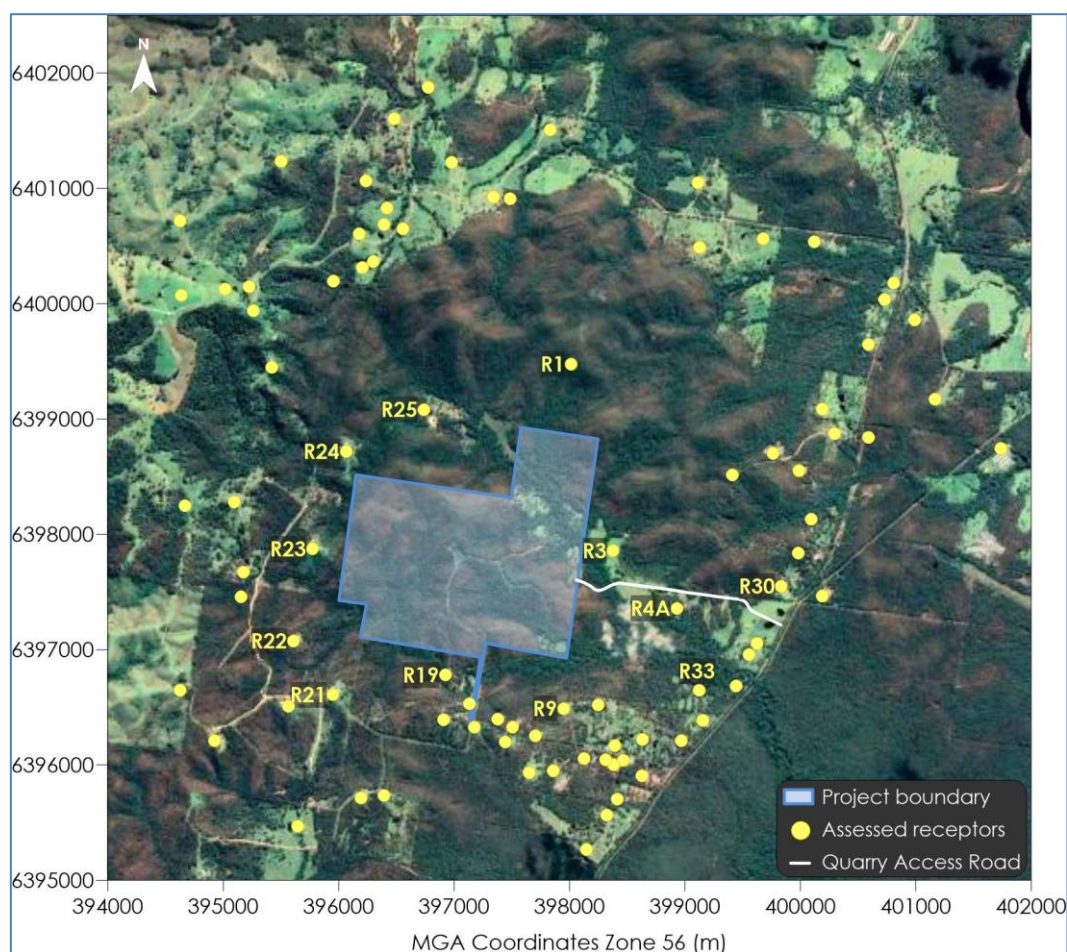 N
6402000
6401000
6400000
R1
6399000
R25
R24
6398000
R3
R23
R30
R4A
6397000
R22
R33
R19
R21
R9
6396000
Project boundary
Assessed receptors
Quarry Access Road
6395000
394000 395000 396000 397000 398000 399000 400000 401000 402000
MGA Coordinates Zone 56 (m)